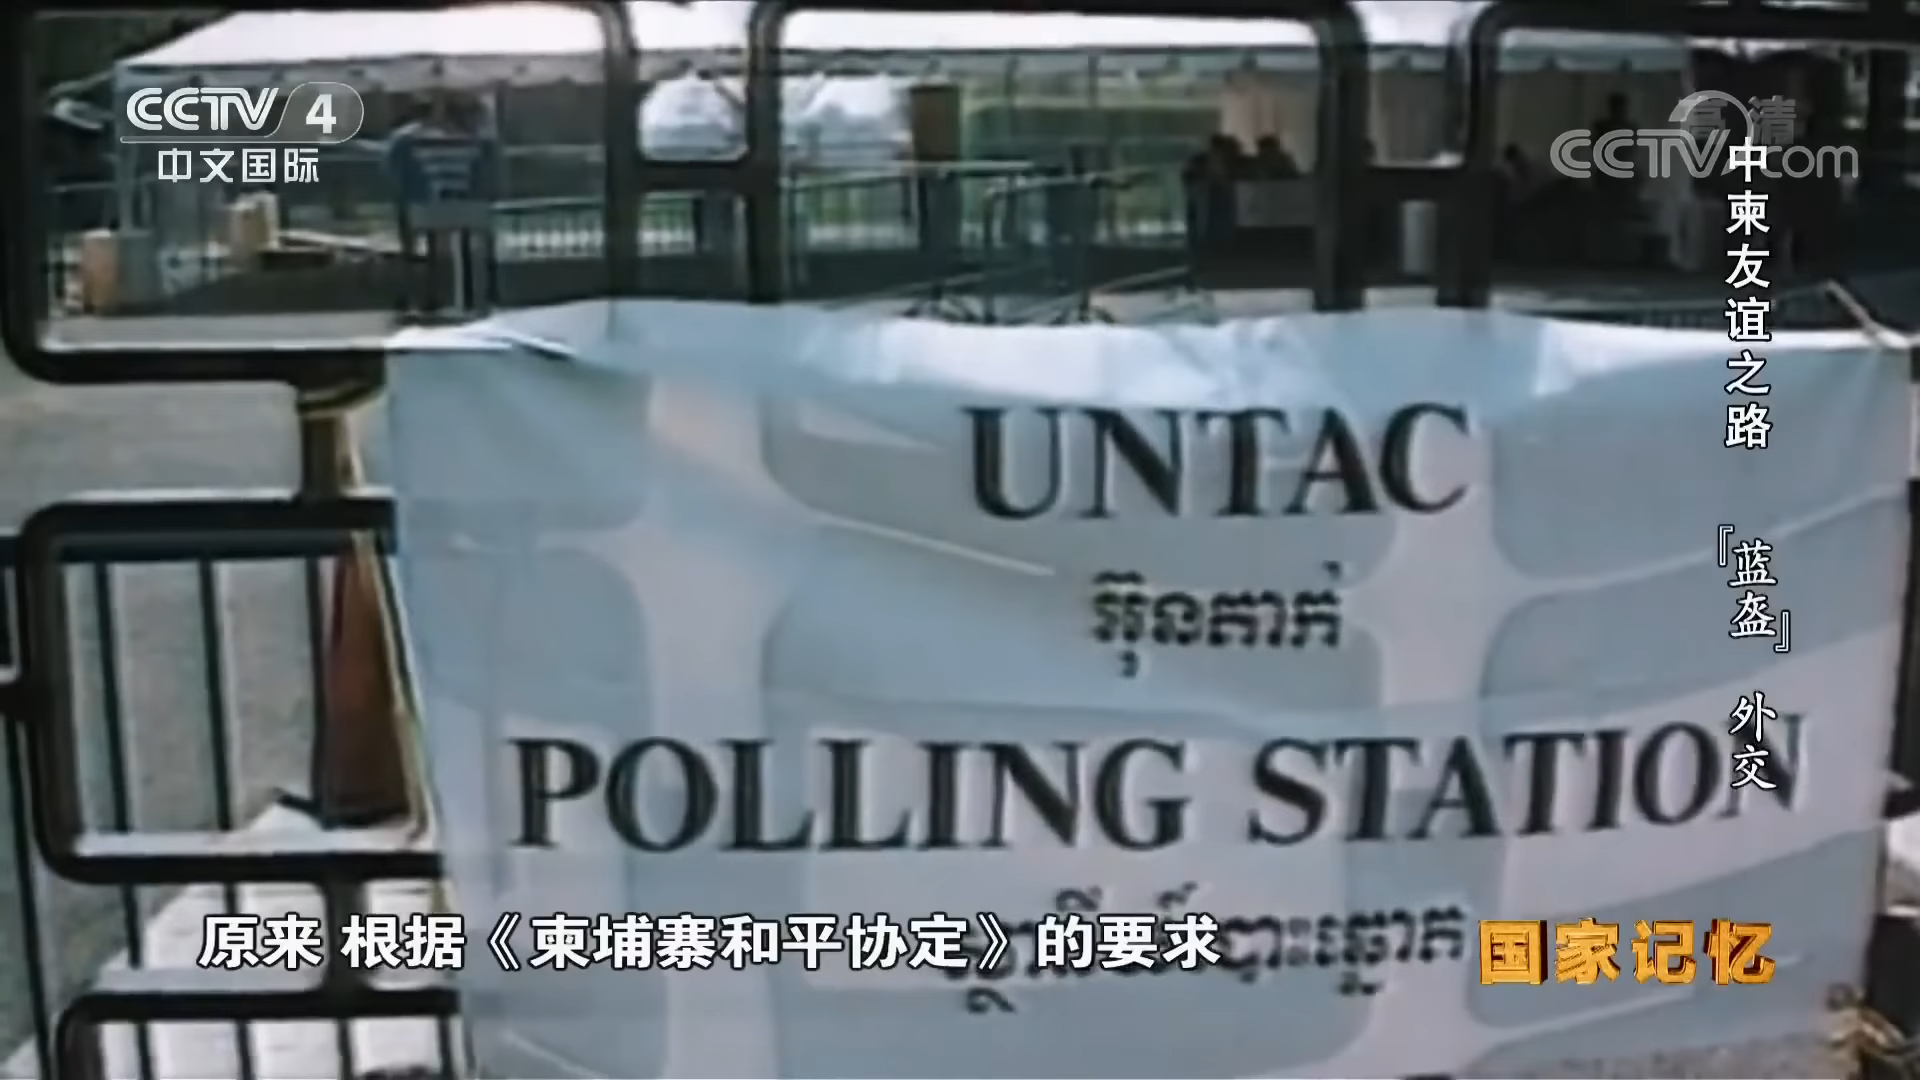 CCTV 4
中文国际
高清
CCTV.com
中柬友谊之路 『蓝盔』外交
UNTAC
អ៊ុនតាក់
POLLING STATION
原来 根据《柬埔寨和平协定》的要求
国家记忆